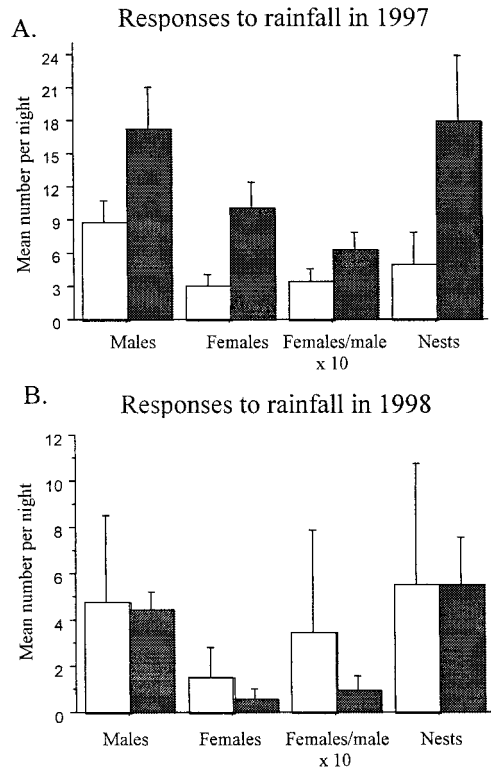 A.
Responses to rainfall in 1997
Mean number per night
24
21
18
15
12
9
6
3
0
Males
Females
Females/male
x 10
Nests
B.
Responses to rainfall in 1998
Mean number per night
12
10
8
6
4
2
0
Males
Females
Females/male
x 10
Nests